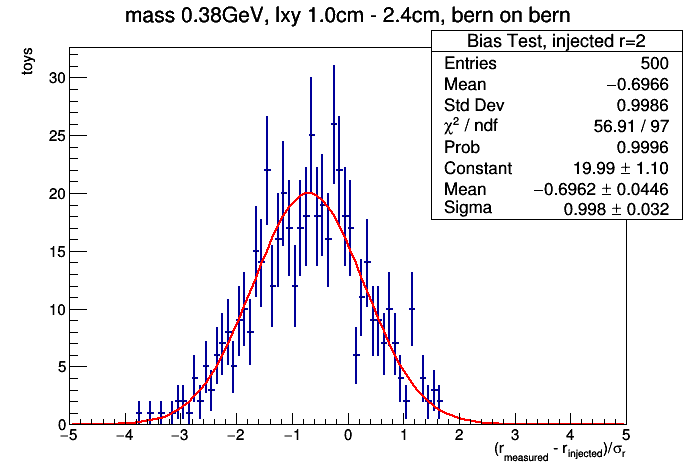 mass 0.38GeV, lxy 1.0cm - 2.4cm, bern on bern
Bias Test, injected r=2
Entries 500
Mean −0.6966
Std Dev 0.9986
χ² / ndf 56.91 / 97
Prob 0.9996
Constant 19.99 ± 1.10
Mean −0.6962 ± 0.0446
Sigma 0.998 ± 0.032
toys
30
25
20
15
10
5
0
−5 −4 −3 −2 −1 0 1 2 3 4 5
(r_measured - r_injected)/σ_r